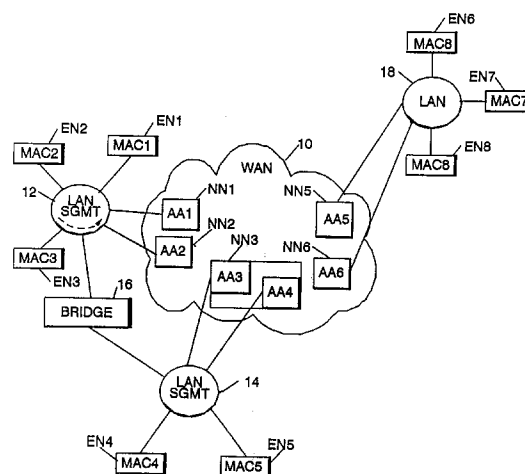 EN6
MAC8
18
EN7
LAN
MAC7
EN2
EN1
MAC2
MAC1
10
WAN
EN8
MAC8
12
LAN
SGMT
NN1
AA1
NN5
AA5
NN2
AA2
MAC3
EN3
NN3
NN6
AA3
AA4
AA6
16
BRIDGE
LAN
SGMT
14
EN4
MAC4
EN5
MAC5